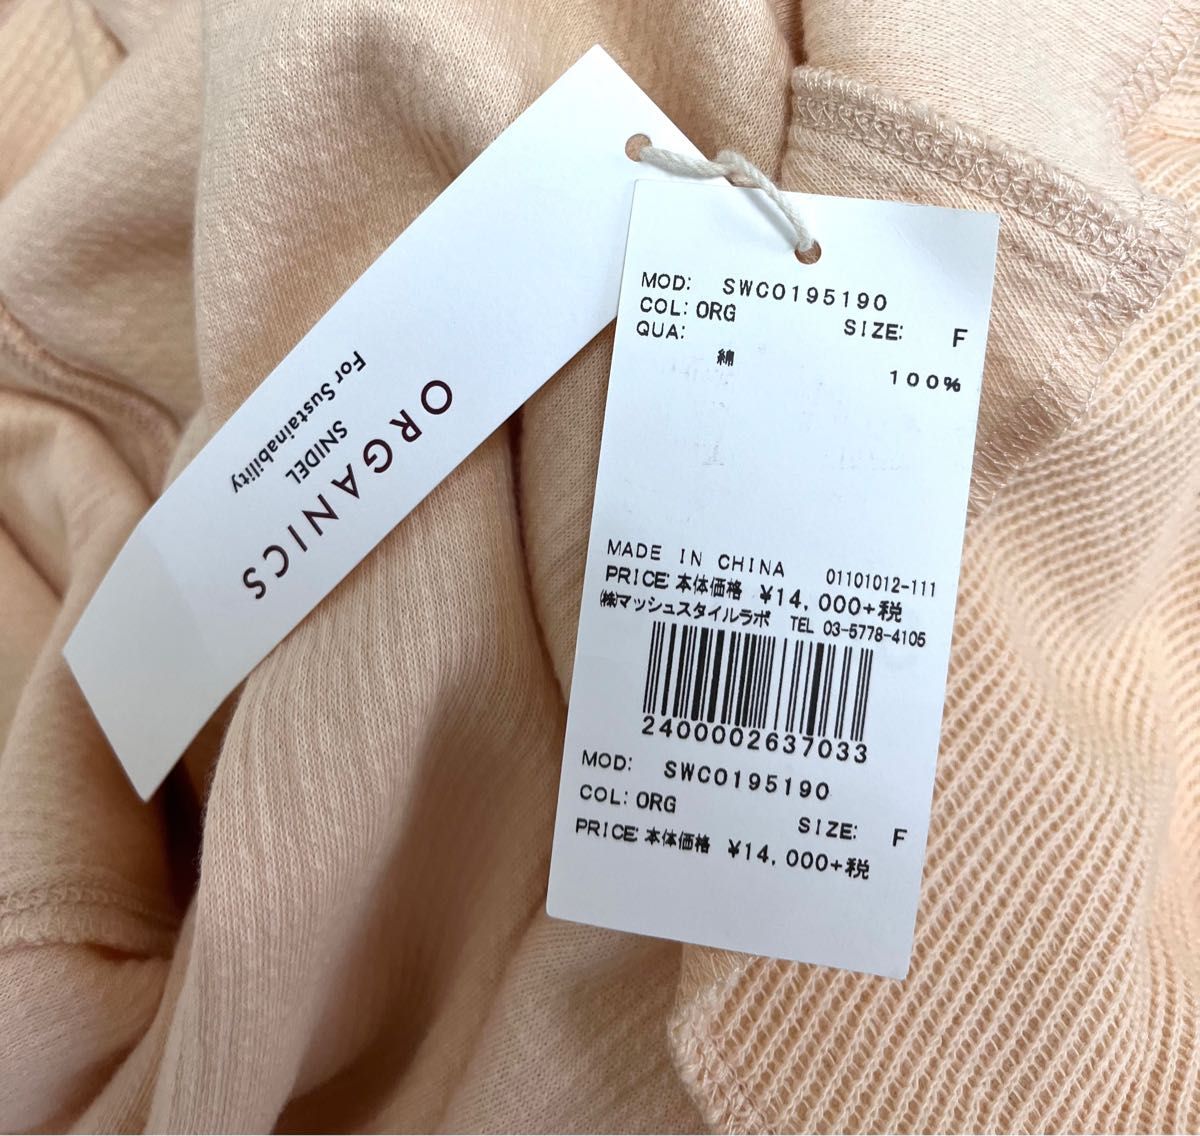 ORGANICS
SNIDEL
For Sustainability
MOD: SWCO195190
COL: ORG SIZE: F
QUA:
綿 100%
MADE IN CHINA 01101012-111
PRICE: 本体価格 ¥14,000+税
㈱マッシュスタイルラボ TEL 03-5778-4105
2400002637033
MOD: SWCO195190
COL: ORG SIZE: F
PRICE: 本体価格 ¥14,000+税